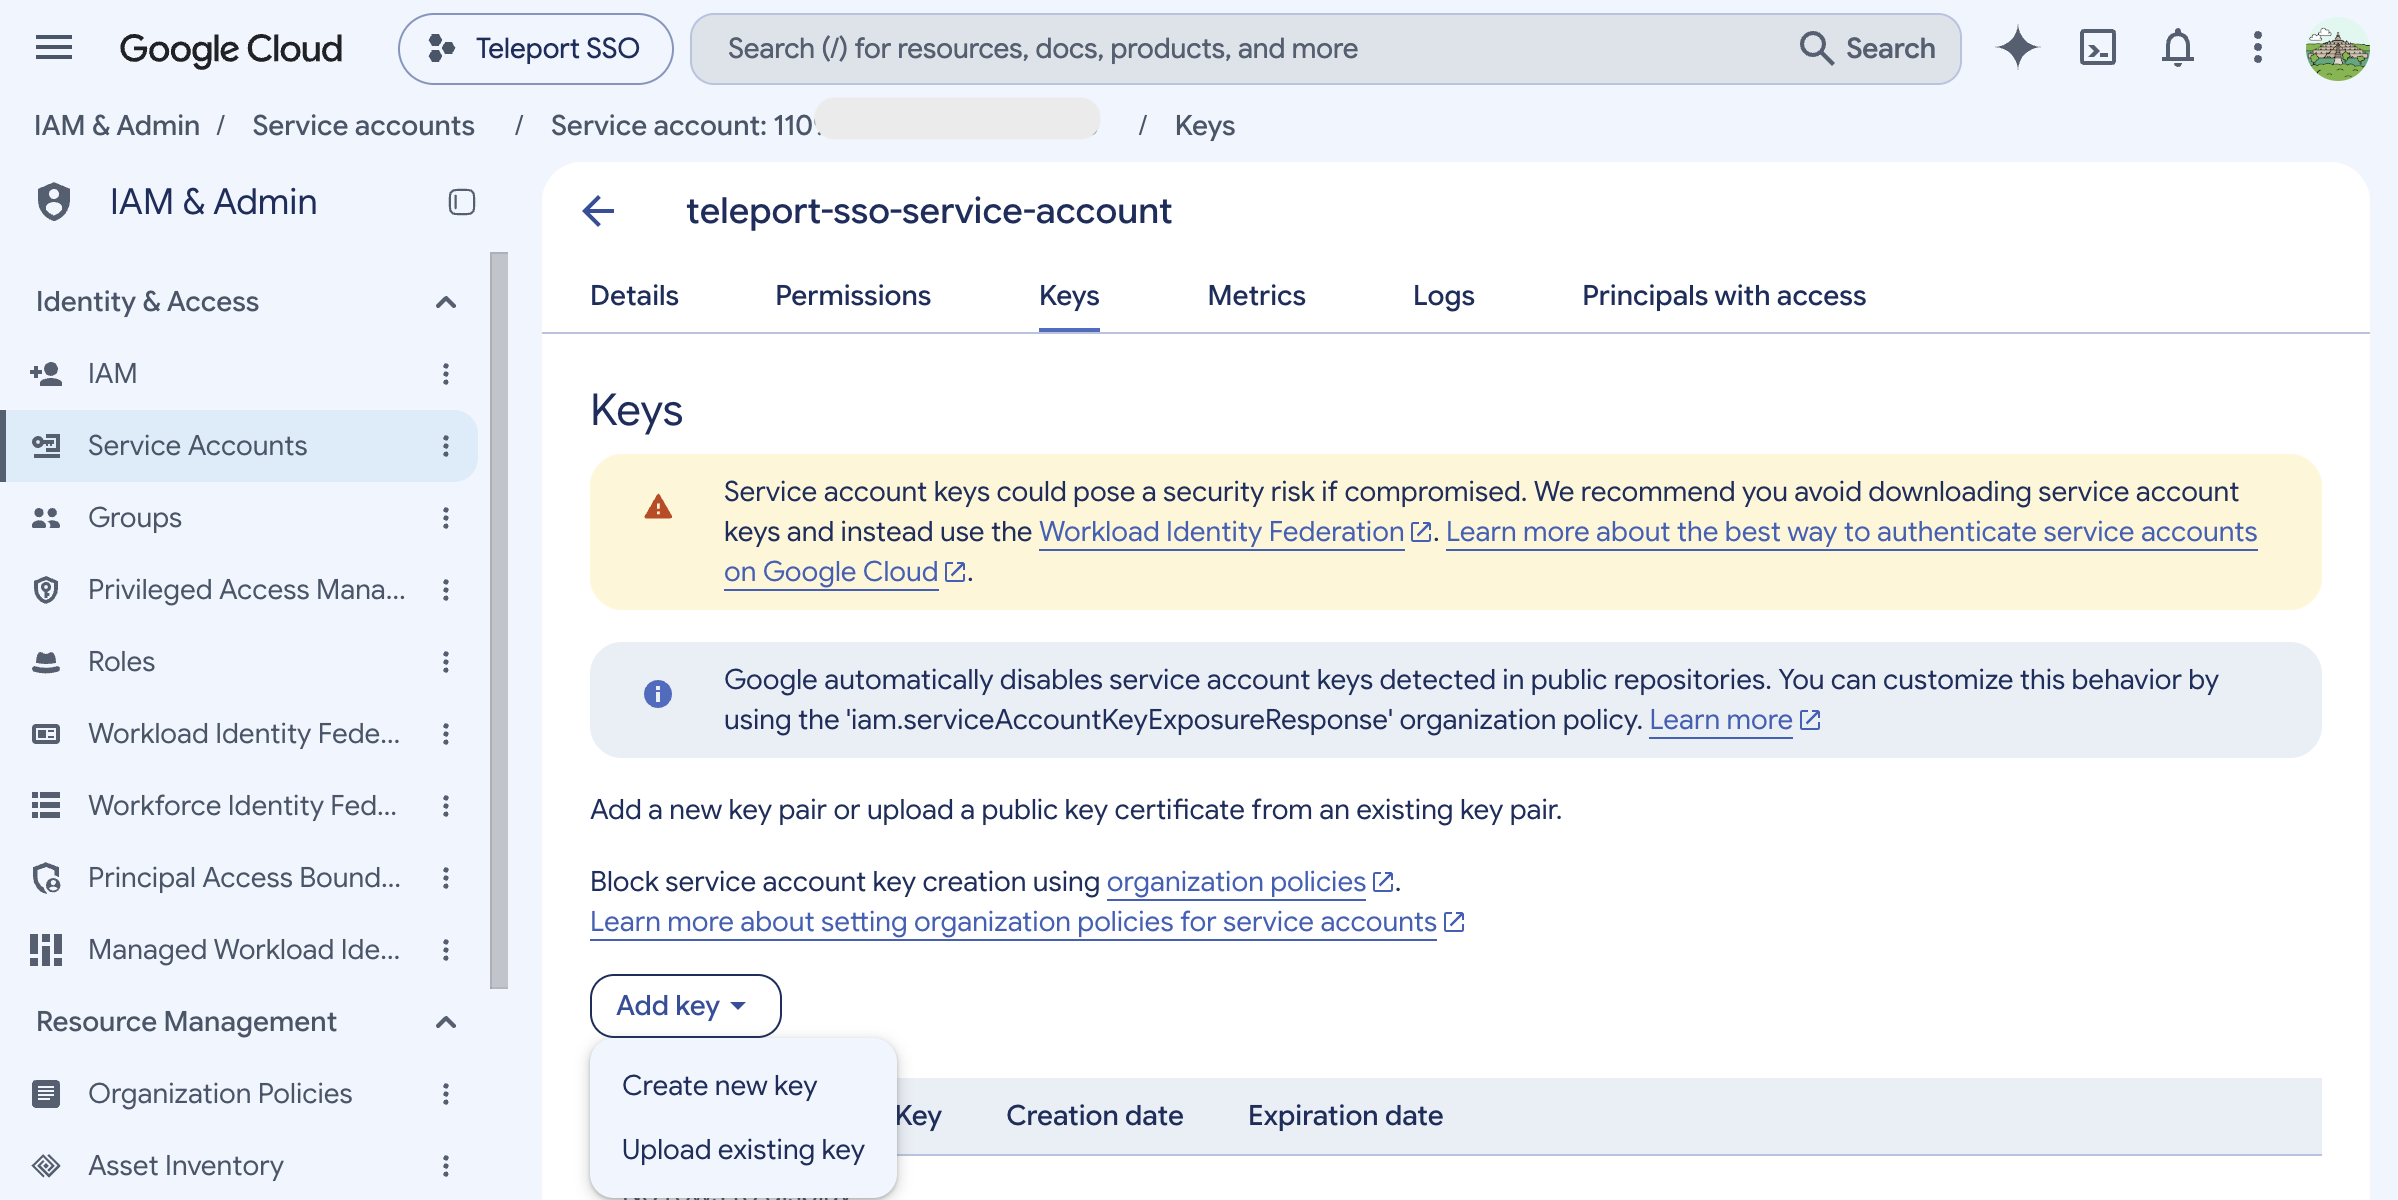 Google Cloud
Teleport SSO
Search (/) for resources, docs, products, and more
Search
IAM & Admin / Service accounts / Service account: 110 / Keys
IAM & Admin
Identity & Access
IAM
Service Accounts
Groups
Privileged Access Mana...
Roles
Workload Identity Fede...
Workforce Identity Fed...
Principal Access Bound...
Managed Workload Ide...
Resource Management
Organization Policies
Asset Inventory
teleport-sso-service-account
Details Permissions Keys Metrics Logs Principals with access
Keys
Service account keys could pose a security risk if compromised. We recommend you avoid downloading service account
keys and instead use the Workload Identity Federation. Learn more about the best way to authenticate service accounts
on Google Cloud.
Google automatically disables service account keys detected in public repositories. You can customize this behavior by
using the 'iam.serviceAccountKeyExposureResponse' organization policy. Learn more
Add a new key pair or upload a public key certificate from an existing key pair.
Block service account key creation using organization policies.
Learn more about setting organization policies for service accounts
Add key
Create new key
Upload existing key
Key Creation date Expiration date